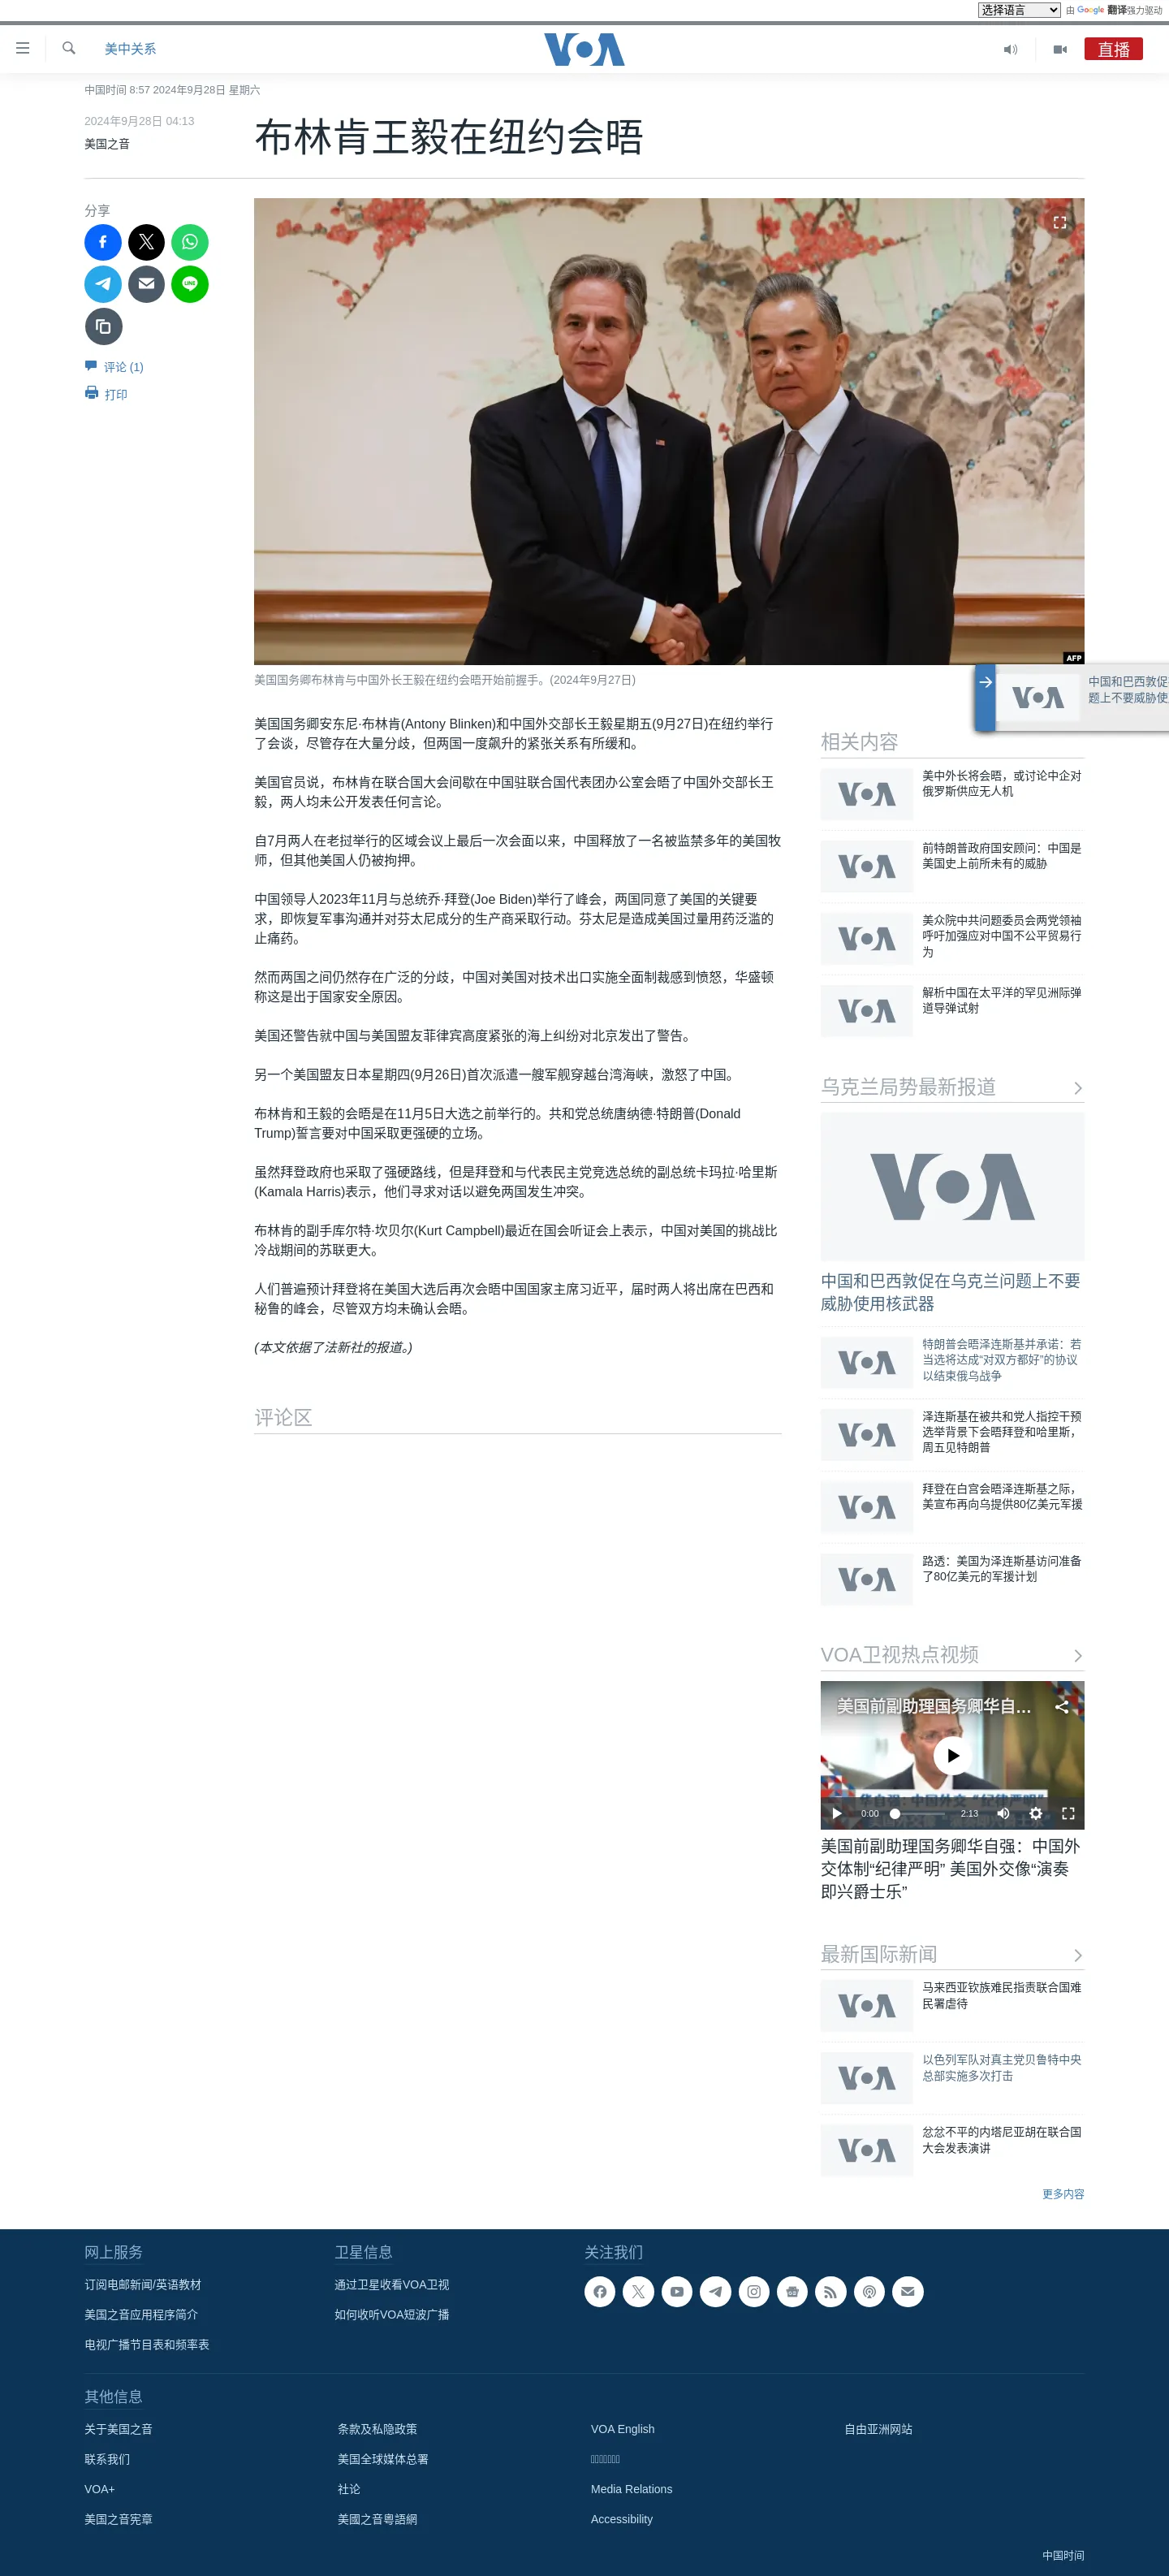 选择语言
由 Google 翻译强力驱动
美中关系
VOA
直播
中国时间 8:57 2024年9月28日 星期六
2024年9月28日 04:13
美国之音
布林肯王毅在纽约会晤
分享
评论 (1)
打印
AFP
美国国务卿布林肯与中国外长王毅在纽约会晤开始前握手。(2024年9月27日)
VOA
中国和巴西敦促
题上不要威胁使
美国国务卿安东尼·布林肯(Antony Blinken)和中国外交部长王毅星期五(9月27日)在纽约举行
了会谈，尽管存在大量分歧，但两国一度飙升的紧张关系有所缓和。
美国官员说，布林肯在联合国大会间歇在中国驻联合国代表团办公室会晤了中国外交部长王
毅，两人均未公开发表任何言论。
自7月两人在老挝举行的区域会议上最后一次会面以来，中国释放了一名被监禁多年的美国牧
师，但其他美国人仍被拘押。
中国领导人2023年11月与总统乔·拜登(Joe Biden)举行了峰会，两国同意了美国的关键要
求，即恢复军事沟通并对芬太尼成分的生产商采取行动。芬太尼是造成美国过量用药泛滥的
止痛药。
然而两国之间仍然存在广泛的分歧，中国对美国对技术出口实施全面制裁感到愤怒，华盛顿
称这是出于国家安全原因。
美国还警告就中国与美国盟友菲律宾高度紧张的海上纠纷对北京发出了警告。
另一个美国盟友日本星期四(9月26日)首次派遣一艘军舰穿越台湾海峡，激怒了中国。
布林肯和王毅的会晤是在11月5日大选之前举行的。共和党总统唐纳德·特朗普(Donald
Trump)誓言要对中国采取更强硬的立场。
虽然拜登政府也采取了强硬路线，但是拜登和与代表民主党竞选总统的副总统卡玛拉·哈里斯
(Kamala Harris)表示，他们寻求对话以避免两国发生冲突。
布林肯的副手库尔特·坎贝尔(Kurt Campbell)最近在国会听证会上表示，中国对美国的挑战比
冷战期间的苏联更大。
人们普遍预计拜登将在美国大选后再次会晤中国国家主席习近平，届时两人将出席在巴西和
秘鲁的峰会，尽管双方均未确认会晤。
(本文依据了法新社的报道。)
评论区
相关内容
VOA
美中外长将会晤，或讨论中企对
俄罗斯供应无人机
VOA
前特朗普政府国安顾问：中国是
美国史上前所未有的威胁
VOA
美众院中共问题委员会两党领袖
呼吁加强应对中国不公平贸易行
为
VOA
解析中国在太平洋的罕见洲际弹
道导弹试射
乌克兰局势最新报道
VOA
中国和巴西敦促在乌克兰问题上不要
威胁使用核武器
VOA
特朗普会晤泽连斯基并承诺：若
当选将达成“对双方都好”的协议
以结束俄乌战争
VOA
泽连斯基在被共和党人指控干预
选举背景下会晤拜登和哈里斯，
周五见特朗普
VOA
拜登在白宫会晤泽连斯基之际，
美宣布再向乌提供80亿美元军援
VOA
路透：美国为泽连斯基访问准备
了80亿美元的军援计划
VOA卫视热点视频
美国前副助理国务卿华自...
华自强：中国外交“纪律严明”
0:00
2:13
美国前副助理国务卿华自强：中国外
交体制“纪律严明” 美国外交像“演奏
即兴爵士乐”
最新国际新闻
VOA
马来西亚钦族难民指责联合国难
民署虐待
VOA
以色列军队对真主党贝鲁特中央
总部实施多次打击
VOA
忿忿不平的内塔尼亚胡在联合国
大会发表演讲
更多内容
网上服务
订阅电邮新闻/英语教材
美国之音应用程序简介
电视广播节目表和频率表
卫星信息
通过卫星收看VOA卫视
如何收听VOA短波广播
关注我们
其他信息
关于美国之音
联系我们
VOA+
美国之音宪章
条款及私隐政策
美国全球媒体总署
社论
美國之音粵語網
VOA English
Media Relations
Accessibility
自由亚洲网站
中国时间